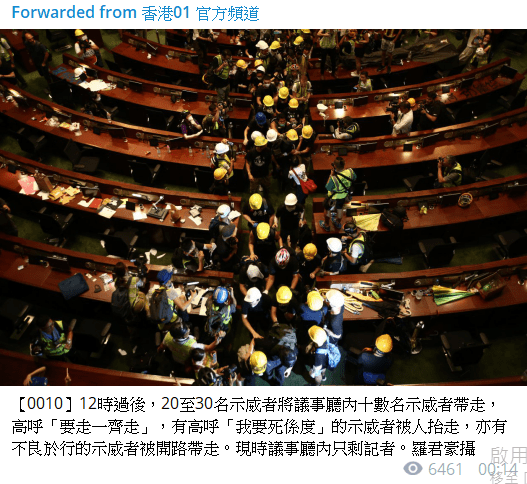 Forwarded from 香港01 官方頻道
【0010】12時過後，20至30名示威者將議事廳內十數名示威者帶走，
高呼「要走一齊走」，有高呼「我要死係度」的示威者被人抬走，亦有
不良於行的示威者被開路帶走。現時議事廳內只剩記者。羅君豪攝
啟用
6461 00:14
移至